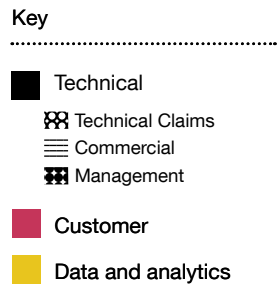 Key
Technical
Technical Claims
Commercial
Management
Customer
Data and analytics